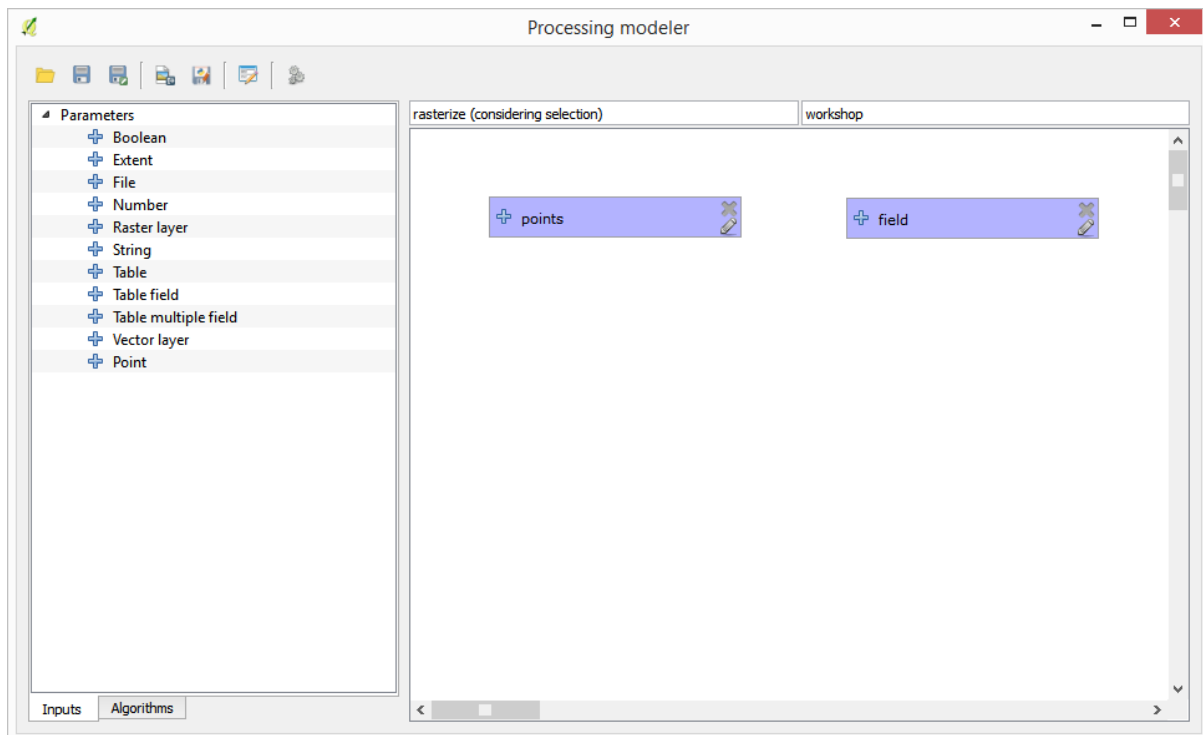 Processing modeler
Parameters
Boolean
Extent
File
Number
Raster layer
String
Table
Table field
Table multiple field
Vector layer
Point
Inputs Algorithms
rasterize (considering selection) workshop
points field